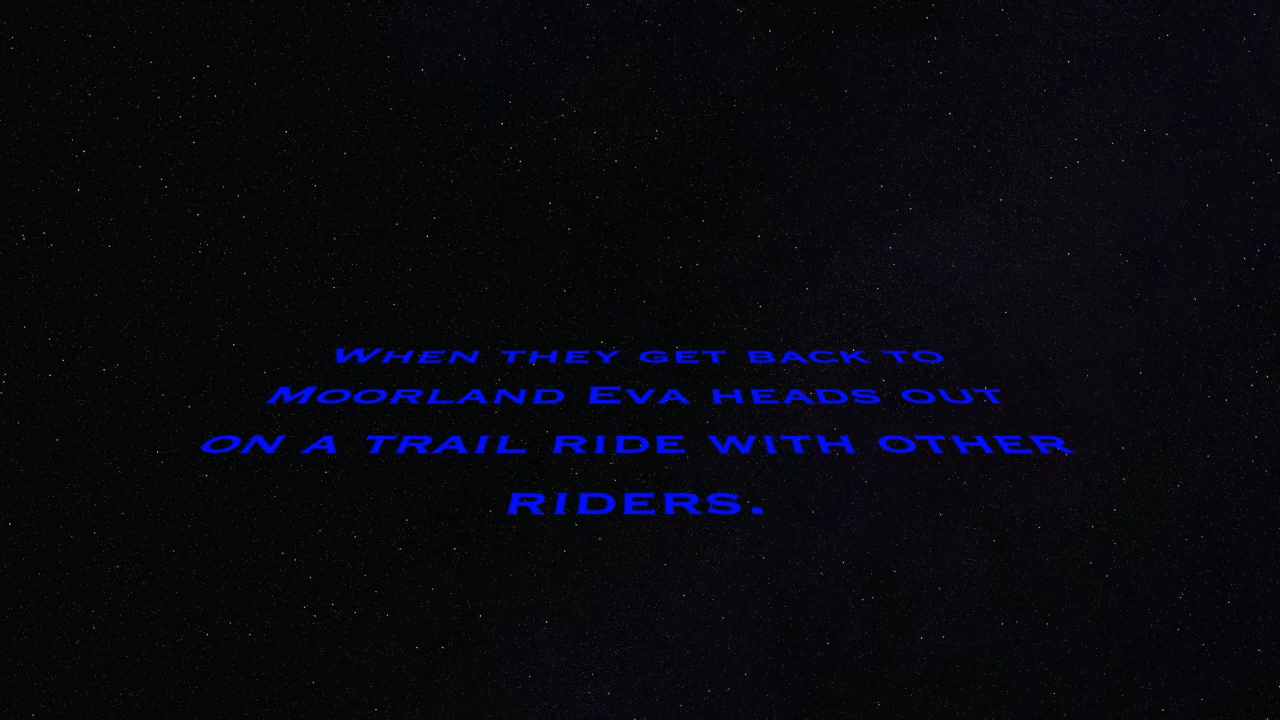 When they get back to
Moorland Eva heads out
on a trail ride with other
riders.